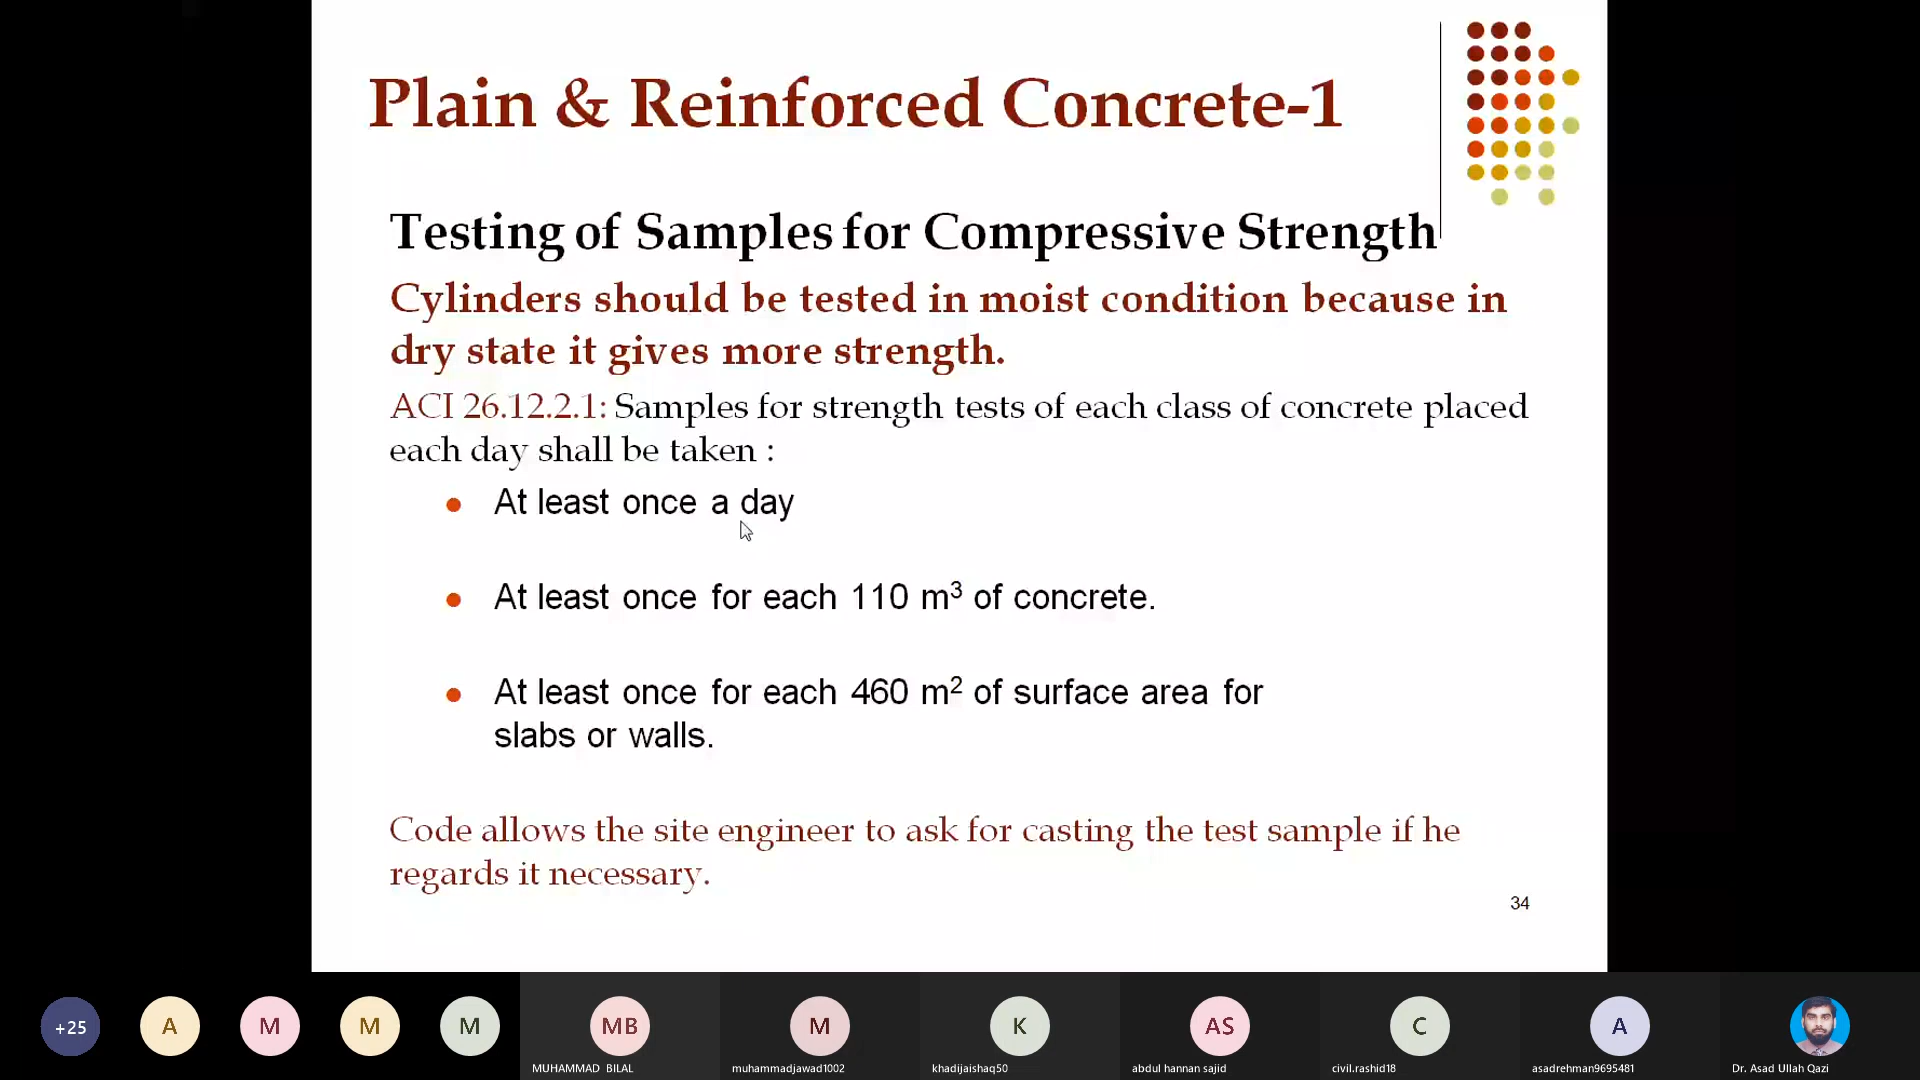 Plain & Reinforced Concrete-1
Testing of Samples for Compressive Strength
Cylinders should be tested in moist condition because in
dry state it gives more strength.
ACI 26.12.2.1: Samples for strength tests of each class of concrete placed
each day shall be taken :
• At least once a day
• At least once for each 110 m³ of concrete.
• At least once for each 460 m² of surface area for
slabs or walls.
Code allows the site engineer to ask for casting the test sample if he
regards it necessary.
34
+25 A M M M MB M K AS C A
MUHAMMAD BILAL muhammadjawad1002 khadijaishaq50 abdul hannan sajid civil.rashid18 asadrehman9695481 Dr. Asad Ullah Qazi